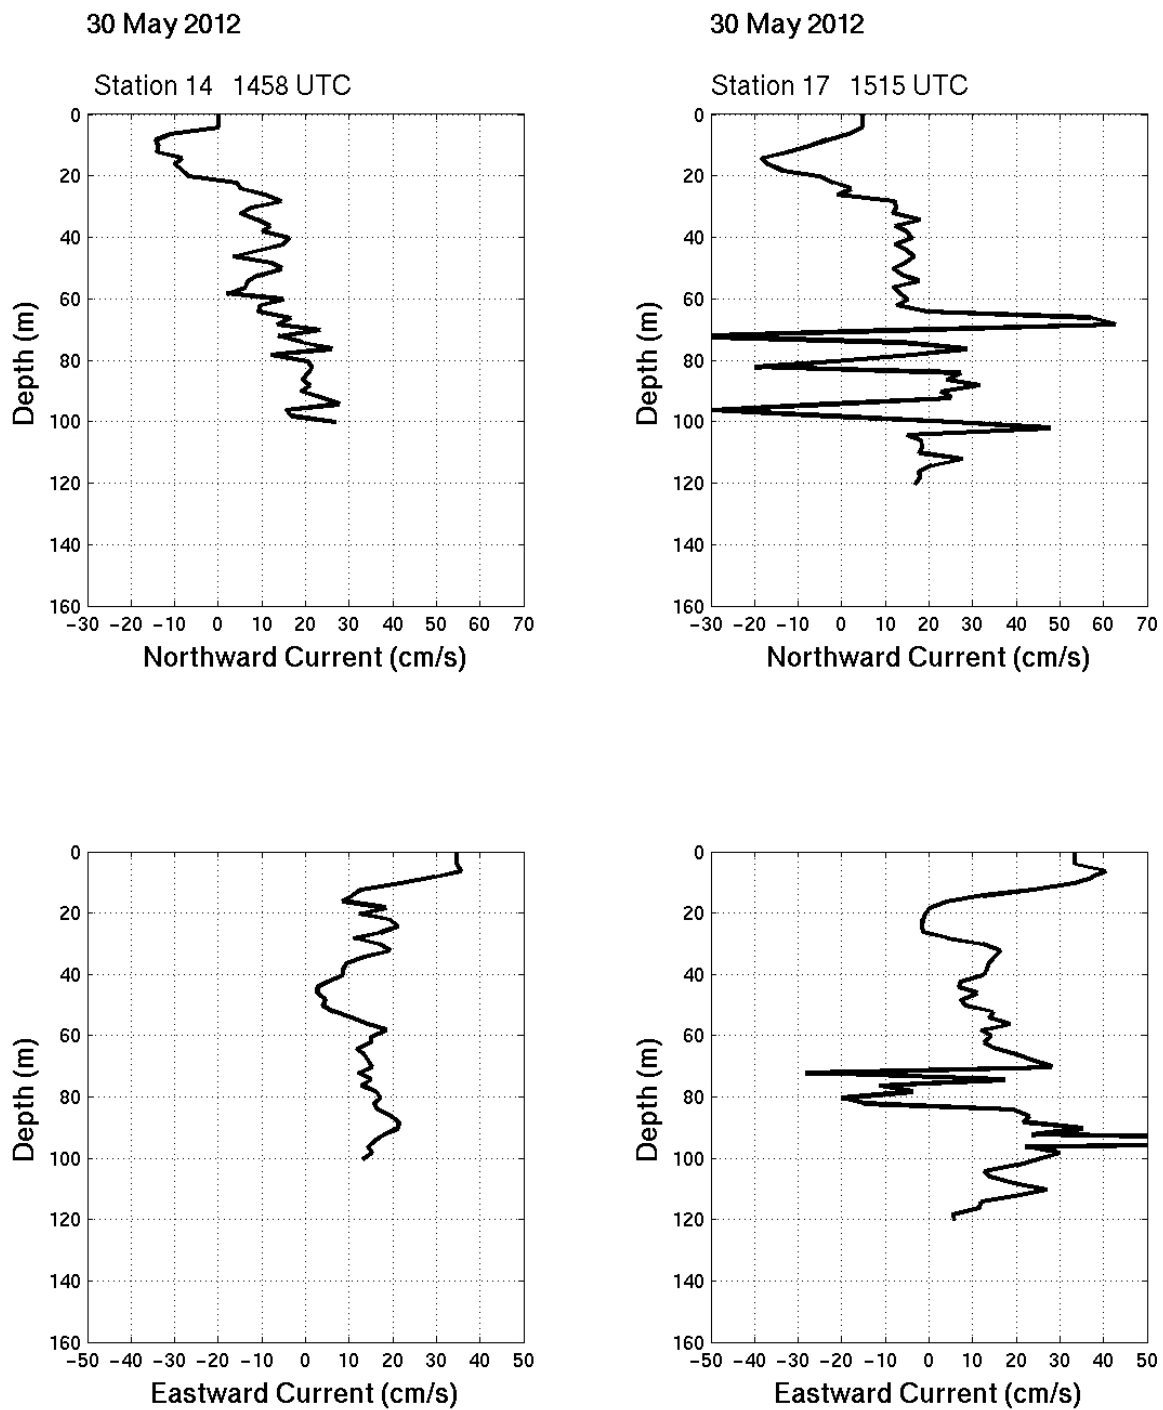 30 May 2012
30 May 2012
Station 14 1458 UTC
Station 17 1515 UTC
0
20
40
60
80
100
120
140
160
Depth (m)
−30 −20 −10 0 10 20 30 40 50 60 70
Northward Current (cm/s)
0
20
40
60
80
100
120
140
160
Depth (m)
−30 −20 −10 0 10 20 30 40 50 60 70
Northward Current (cm/s)
0
20
40
60
80
100
120
140
160
Depth (m)
−50 −40 −30 −20 −10 0 10 20 30 40 50
Eastward Current (cm/s)
0
20
40
60
80
100
120
140
160
Depth (m)
−50 −40 −30 −20 −10 0 10 20 30 40 50
Eastward Current (cm/s)